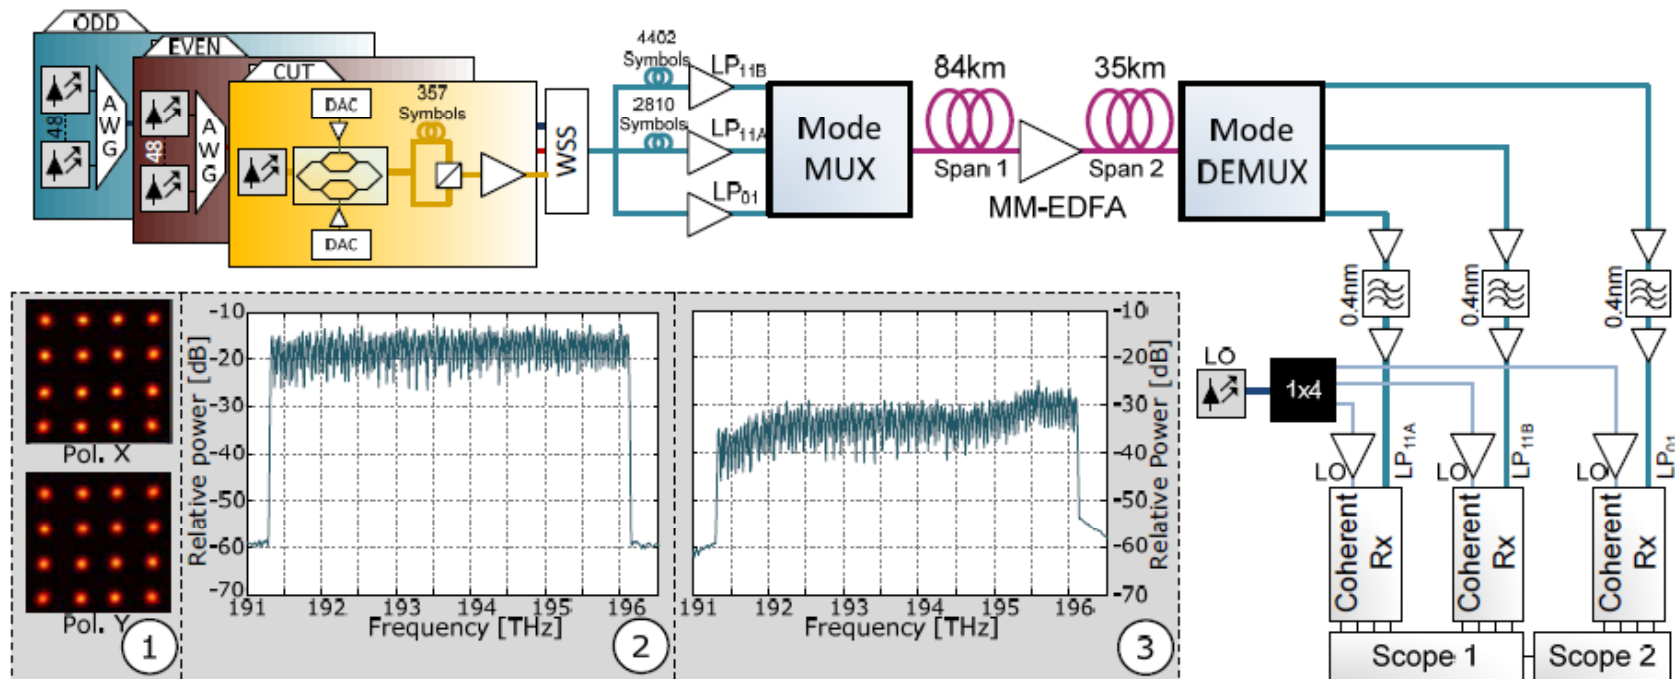 ODD
EVEN
CUT
48
AWG
48
AWG
DAC
357
Symbols
DAC
WSS
4402
Symbols
LP11B
2810
Symbols
LP11A
LP01
Mode
MUX
84km
Span 1
35km
Span 2
MM-EDFA
Mode
DEMUX
0.4nm
0.4nm
0.4nm
LO
1x4
LO
LP11A
LO
LP11B
LO
LP01
Coherent
Rx
Coherent
Rx
Coherent
Rx
Scope 1
Scope 2
Pol. X
Pol. Y
1
Relative power [dB]
-10
-20
-30
-40
-50
-60
-70
191
192
193
194
195
196
Frequency [THz]
2
-10
-20
-30
-40
-50
-60
-70
Relative Power [dB]
191
192
193
194
195
196
Frequency [THz]
3